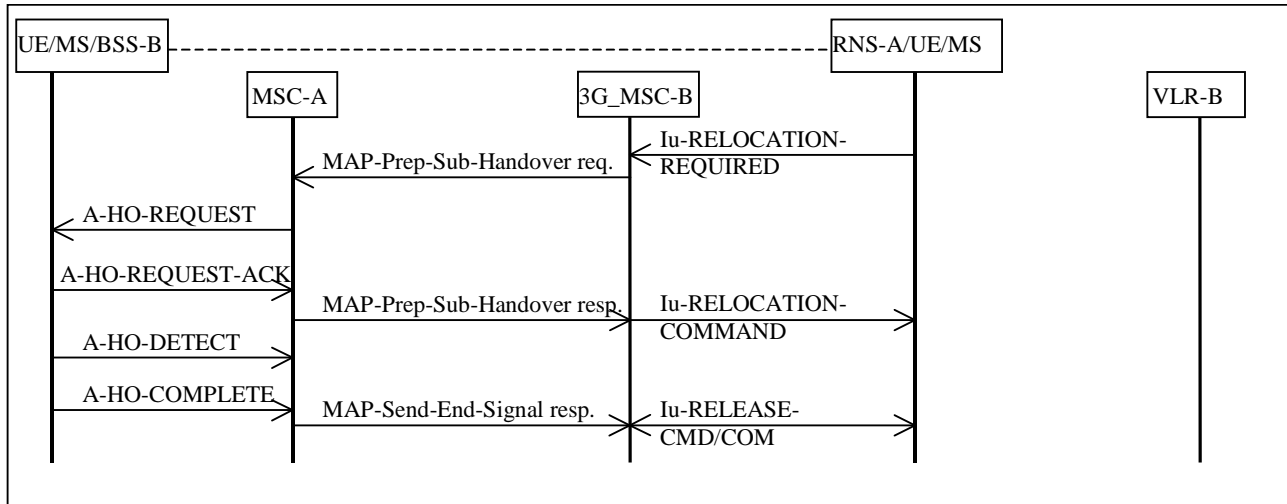 UE/MS/BSS-B
RNS-A/UE/MS
MSC-A
3G_MSC-B
VLR-B
Iu-RELOCATION-
REQUIRED
MAP-Prep-Sub-Handover req.
A-HO-REQUEST
A-HO-REQUEST-ACK
MAP-Prep-Sub-Handover resp.
Iu-RELOCATION-
COMMAND
A-HO-DETECT
A-HO-COMPLETE
MAP-Send-End-Signal resp.
Iu-RELEASE-
CMD/COM